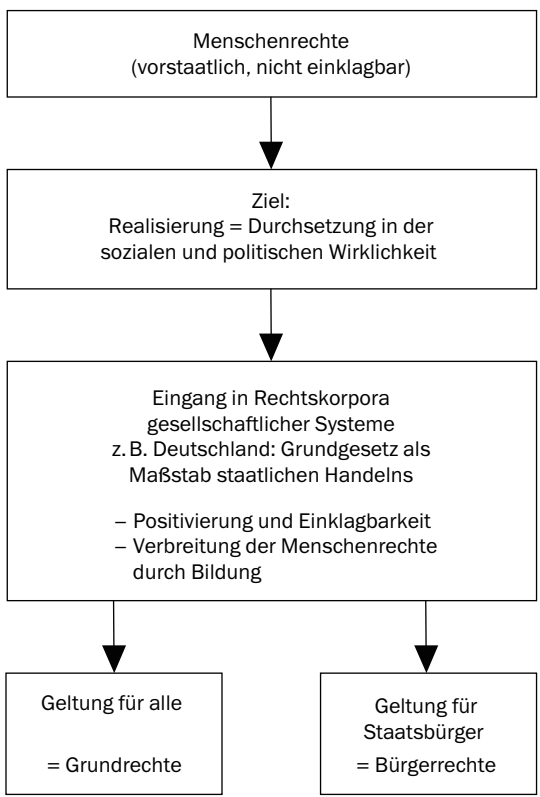 Menschenrechte
(vorstaatlich, nicht einklagbar)
Ziel:
Realisierung = Durchsetzung in der
sozialen und politischen Wirklichkeit
Eingang in Rechtskorpora
gesellschaftlicher Systeme
z. B. Deutschland: Grundgesetz als
Maßstab staatlichen Handelns
– Positivierung und Einklagbarkeit
– Verbreitung der Menschenrechte
durch Bildung
Geltung für alle
= Grundrechte
Geltung für
Staatsbürger
= Bürgerrechte